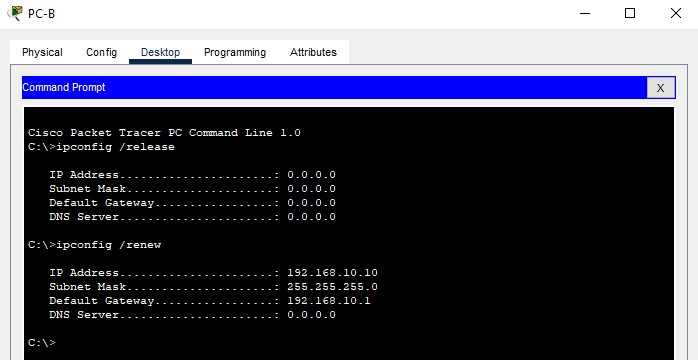 PC-B
Physical Config Desktop Programming Attributes
Command Prompt X
Cisco Packet Tracer PC Command Line 1.0
C:\>ipconfig /release
IP Address......................: 0.0.0.0
Subnet Mask.....................: 0.0.0.0
Default Gateway.................: 0.0.0.0
DNS Server......................: 0.0.0.0
C:\>ipconfig /renew
IP Address......................: 192.168.10.10
Subnet Mask.....................: 255.255.255.0
Default Gateway.................: 192.168.10.1
DNS Server......................: 0.0.0.0
C:\>